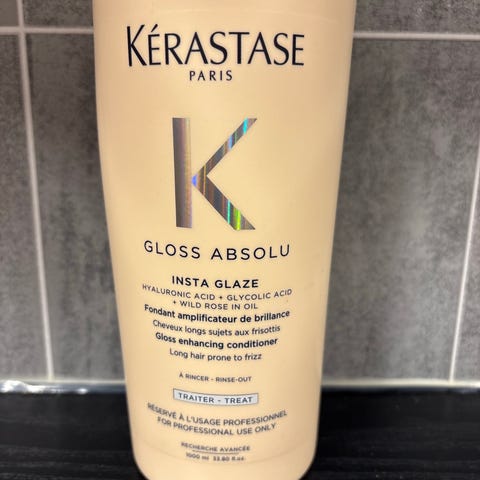 KÉRASTASE
PARIS
K
GLOSS ABSOLU
INSTA GLAZE
HYALURONIC ACID + GLYCOLIC ACID
+ WILD ROSE IN OIL
Fondant amplificateur de brillance
Cheveux longs sujets aux frisottis
Gloss enhancing conditioner
Long hair prone to frizz
À RINCER - RINSE-OUT
TRAITER - TREAT
RÉSERVÉ À L'USAGE PROFESSIONNEL
FOR PROFESSIONAL USE ONLY
RECHERCHE AVANCÉE
1000 ml 33.80 fl.oz.